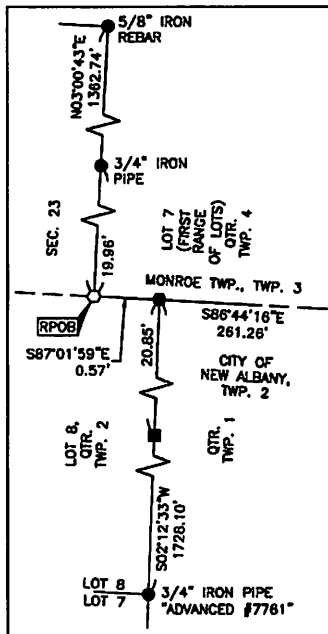 5/8" IRON
REBAR
N03°00'43"E
1362.74'
3/4" IRON
PIPE
SEC. 23
19.96'
LOT 7
(FIRST
RANGE
OF LOTS)
QTR.
TWP. 4
MONROE TWP., TWP. 3
RPOB
S86°44'16"E
261.26'
S87°01'59"E
0.57'
20.85'
CITY OF
NEW ALBANY,
TWP. 2
LOT 8,
QTR.
TWP. 2
QTR.
TWP. 1
S02°12'33"W
1728.10'
LOT 8
LOT 7
3/4" IRON PIPE
"ADVANCED #7761"